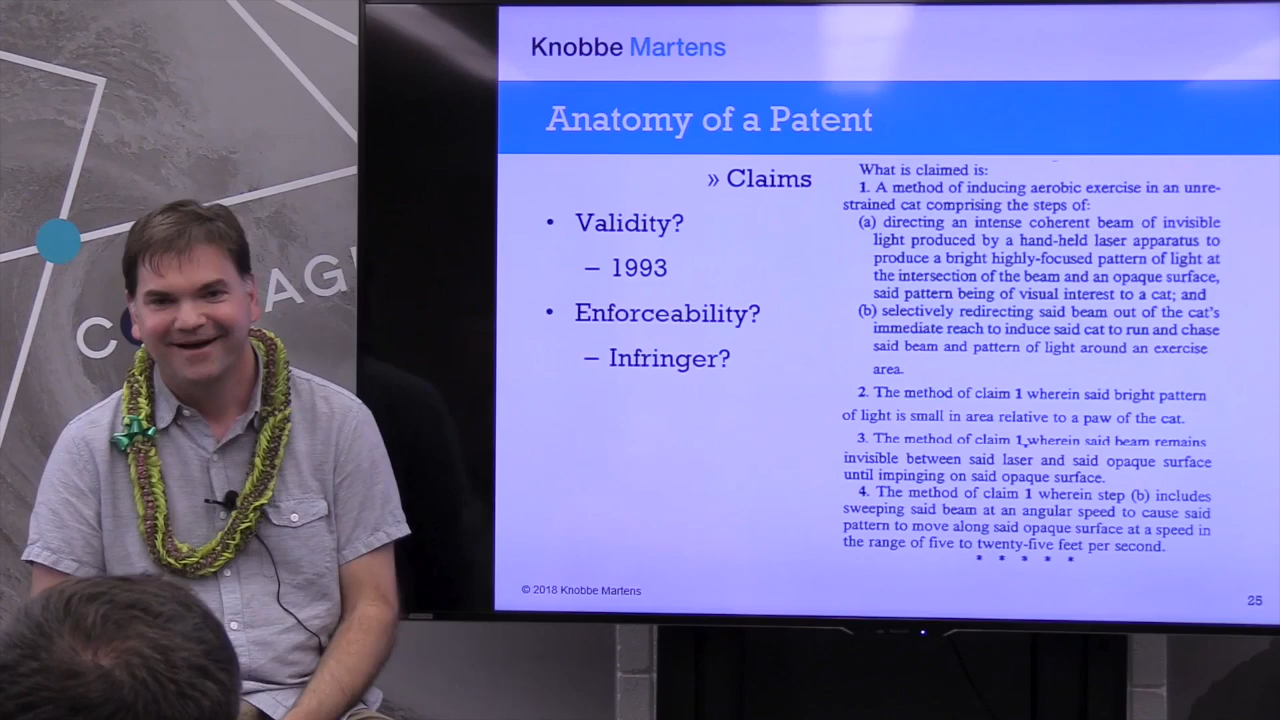 Knobbe Martens
Anatomy of a Patent
» Claims
• Validity?
– 1993
• Enforceability?
– Infringer?
What is claimed is:
1. A method of inducing aerobic exercise in an unre-
strained cat comprising the steps of:
(a) directing an intense coherent beam of invisible
light produced by a hand-held laser apparatus to
produce a bright highly-focused pattern of light at
the intersection of the beam and an opaque surface,
said pattern being of visual interest to a cat; and
(b) selectively redirecting said beam out of the cat's
immediate reach to induce said cat to run and chase
said beam and pattern of light around an exercise
area.
2. The method of claim 1 wherein said bright pattern
of light is small in area relative to a paw of the cat.
3. The method of claim 1 wherein said beam remains
invisible between said laser and said opaque surface
until impinging on said opaque surface.
4. The method of claim 1 wherein step (b) includes
sweeping said beam at an angular speed to cause said
pattern to move along said opaque surface at a speed in
the range of five to twenty-five feet per second.
* * * * *
© 2018 Knobbe Martens
25